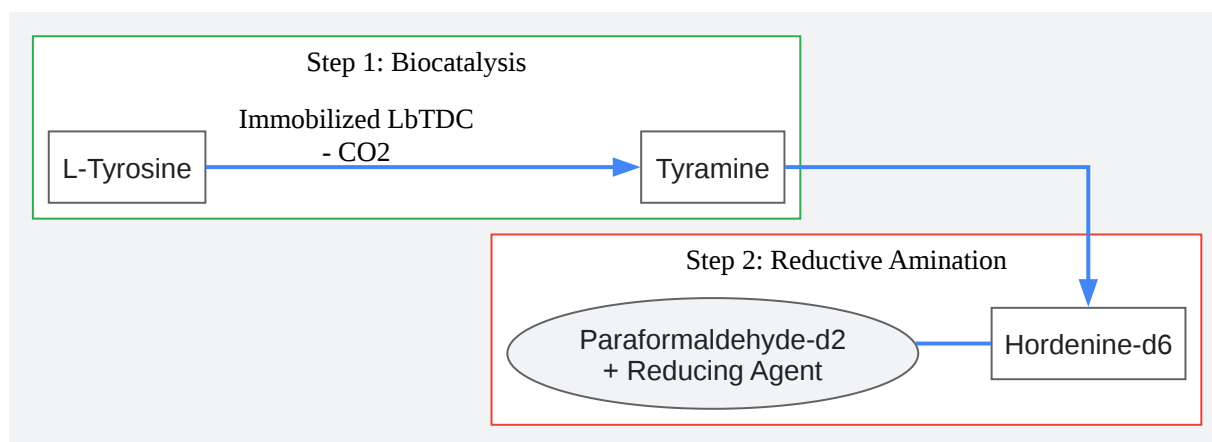 Step 1: Biocatalysis
Immobilized LbTDC
- CO2
L-Tyrosine
Tyramine
Step 2: Reductive Amination
Paraformaldehyde-d2
+ Reducing Agent
Hordenine-d6